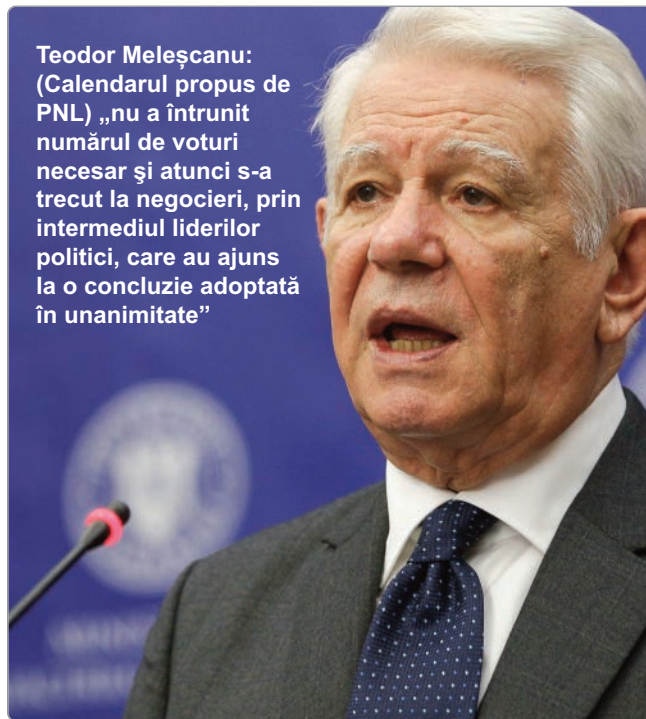 Teodor Meleșcanu:
(Calendarul propus de
PNL) „nu a întrunit
numărul de voturi
necesar şi atunci s-a
trecut la negocieri, prin
intermediul liderilor
politici, care au ajuns
la o concluzie adoptată
în unanimitate”